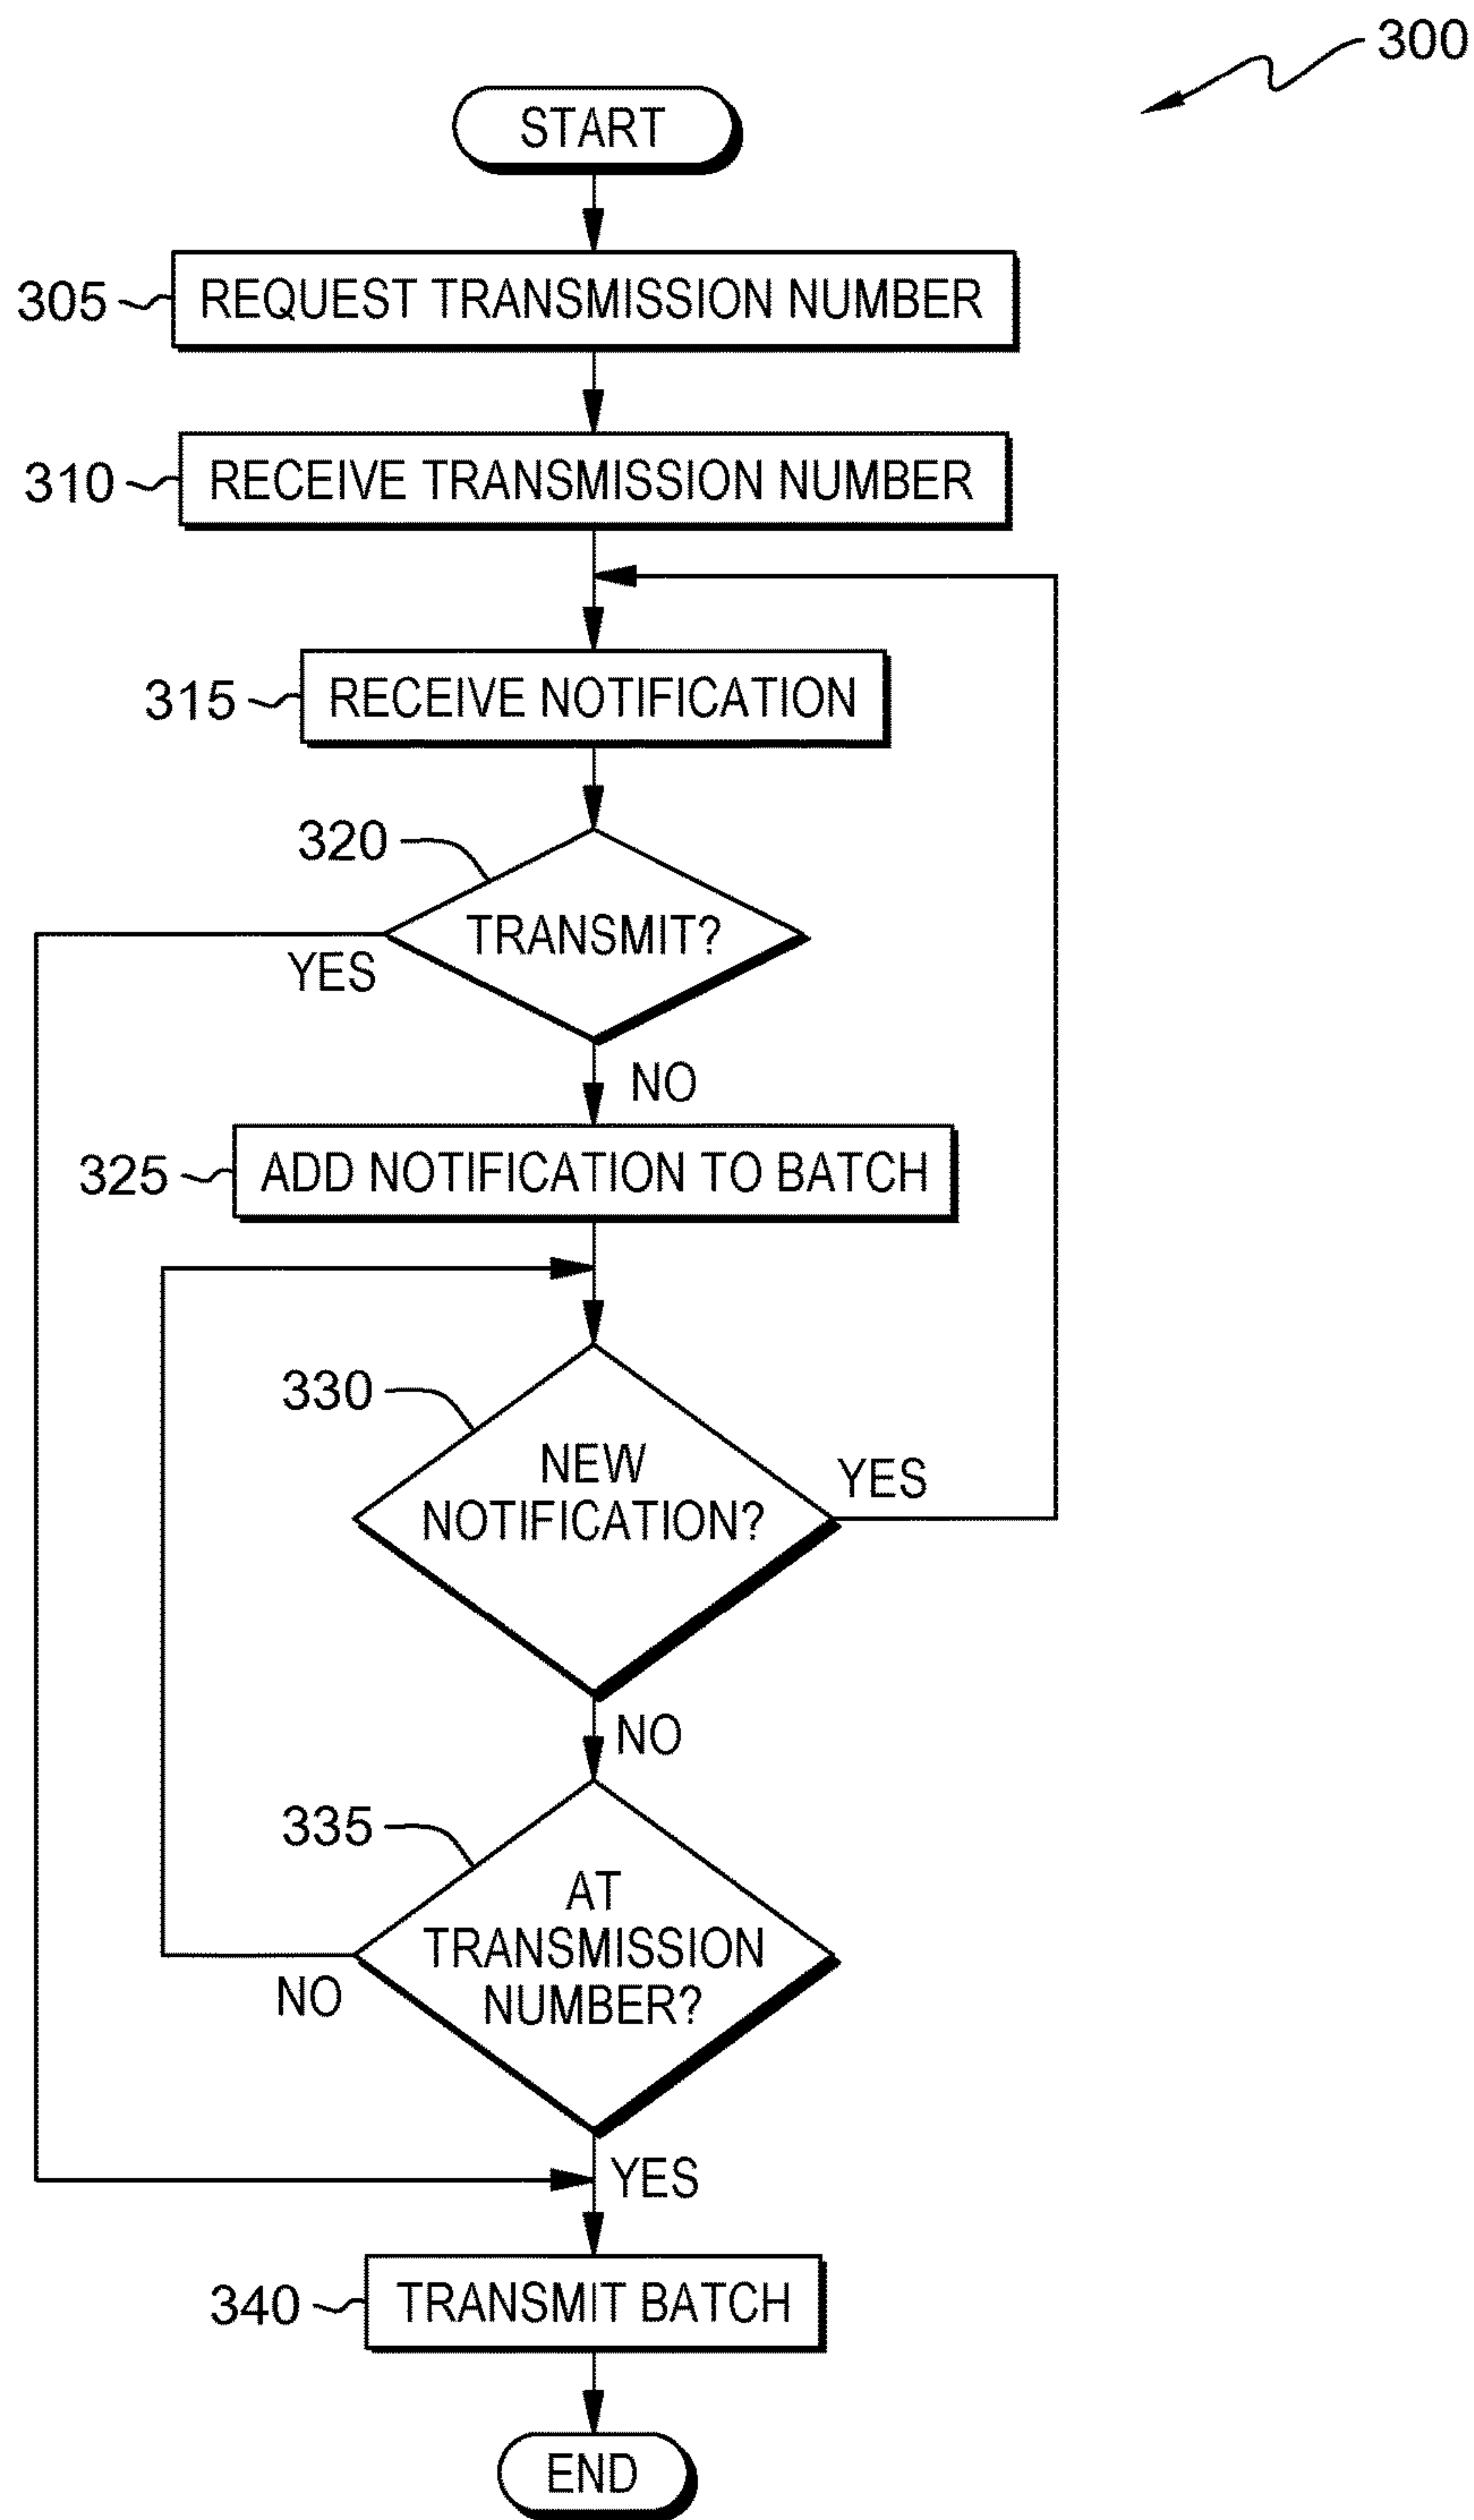 300
START
305
REQUEST TRANSMISSION NUMBER
310
RECEIVE TRANSMISSION NUMBER
315
RECEIVE NOTIFICATION
320
TRANSMIT?
YES
NO
325
ADD NOTIFICATION TO BATCH
330
NEW
NOTIFICATION?
YES
NO
335
AT
TRANSMISSION
NUMBER?
NO
YES
340
TRANSMIT BATCH
END